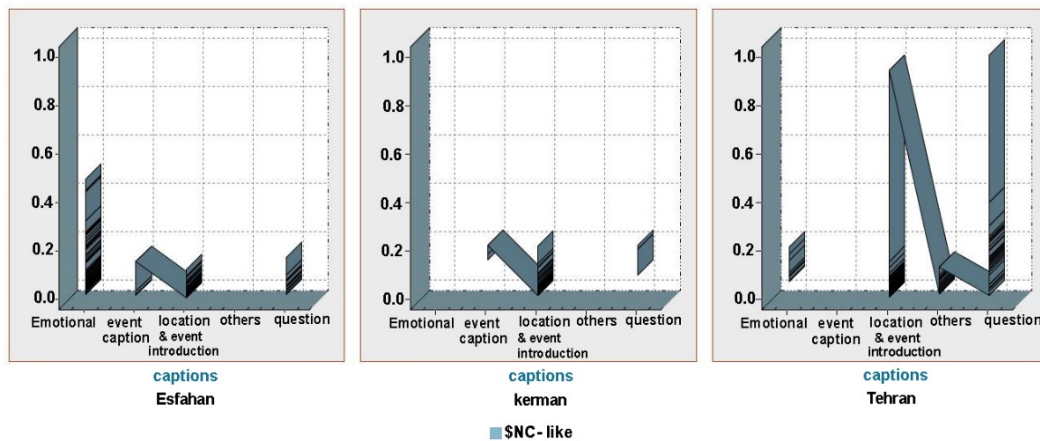 1.0
0.8
0.6
0.4
0.2
0.0
Emotional event caption location & event introduction others question
captions
Esfahan
1.0
0.8
0.6
0.4
0.2
0.0
Emotional event caption location & event introduction others question
captions
kerman
1.0
0.8
0.6
0.4
0.2
0.0
Emotional event caption location & event introduction others question
captions
Tehran
$NC- like